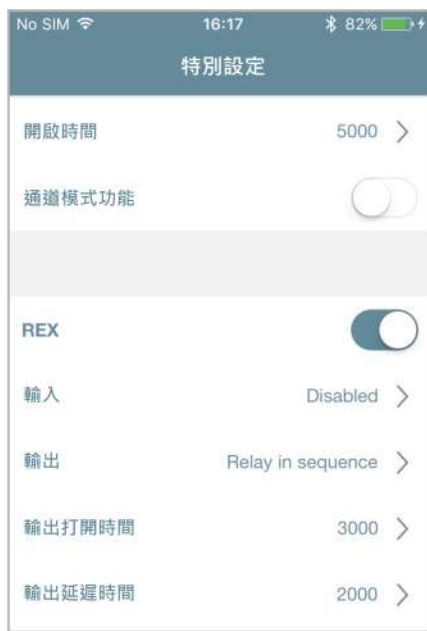 No SIM 16:17 82%
特別設定
開啟時間 5000
通道模式功能
REX
輸入 Disabled
輸出 Relay in sequence
輸出打開時間 3000
輸出延遲時間 2000